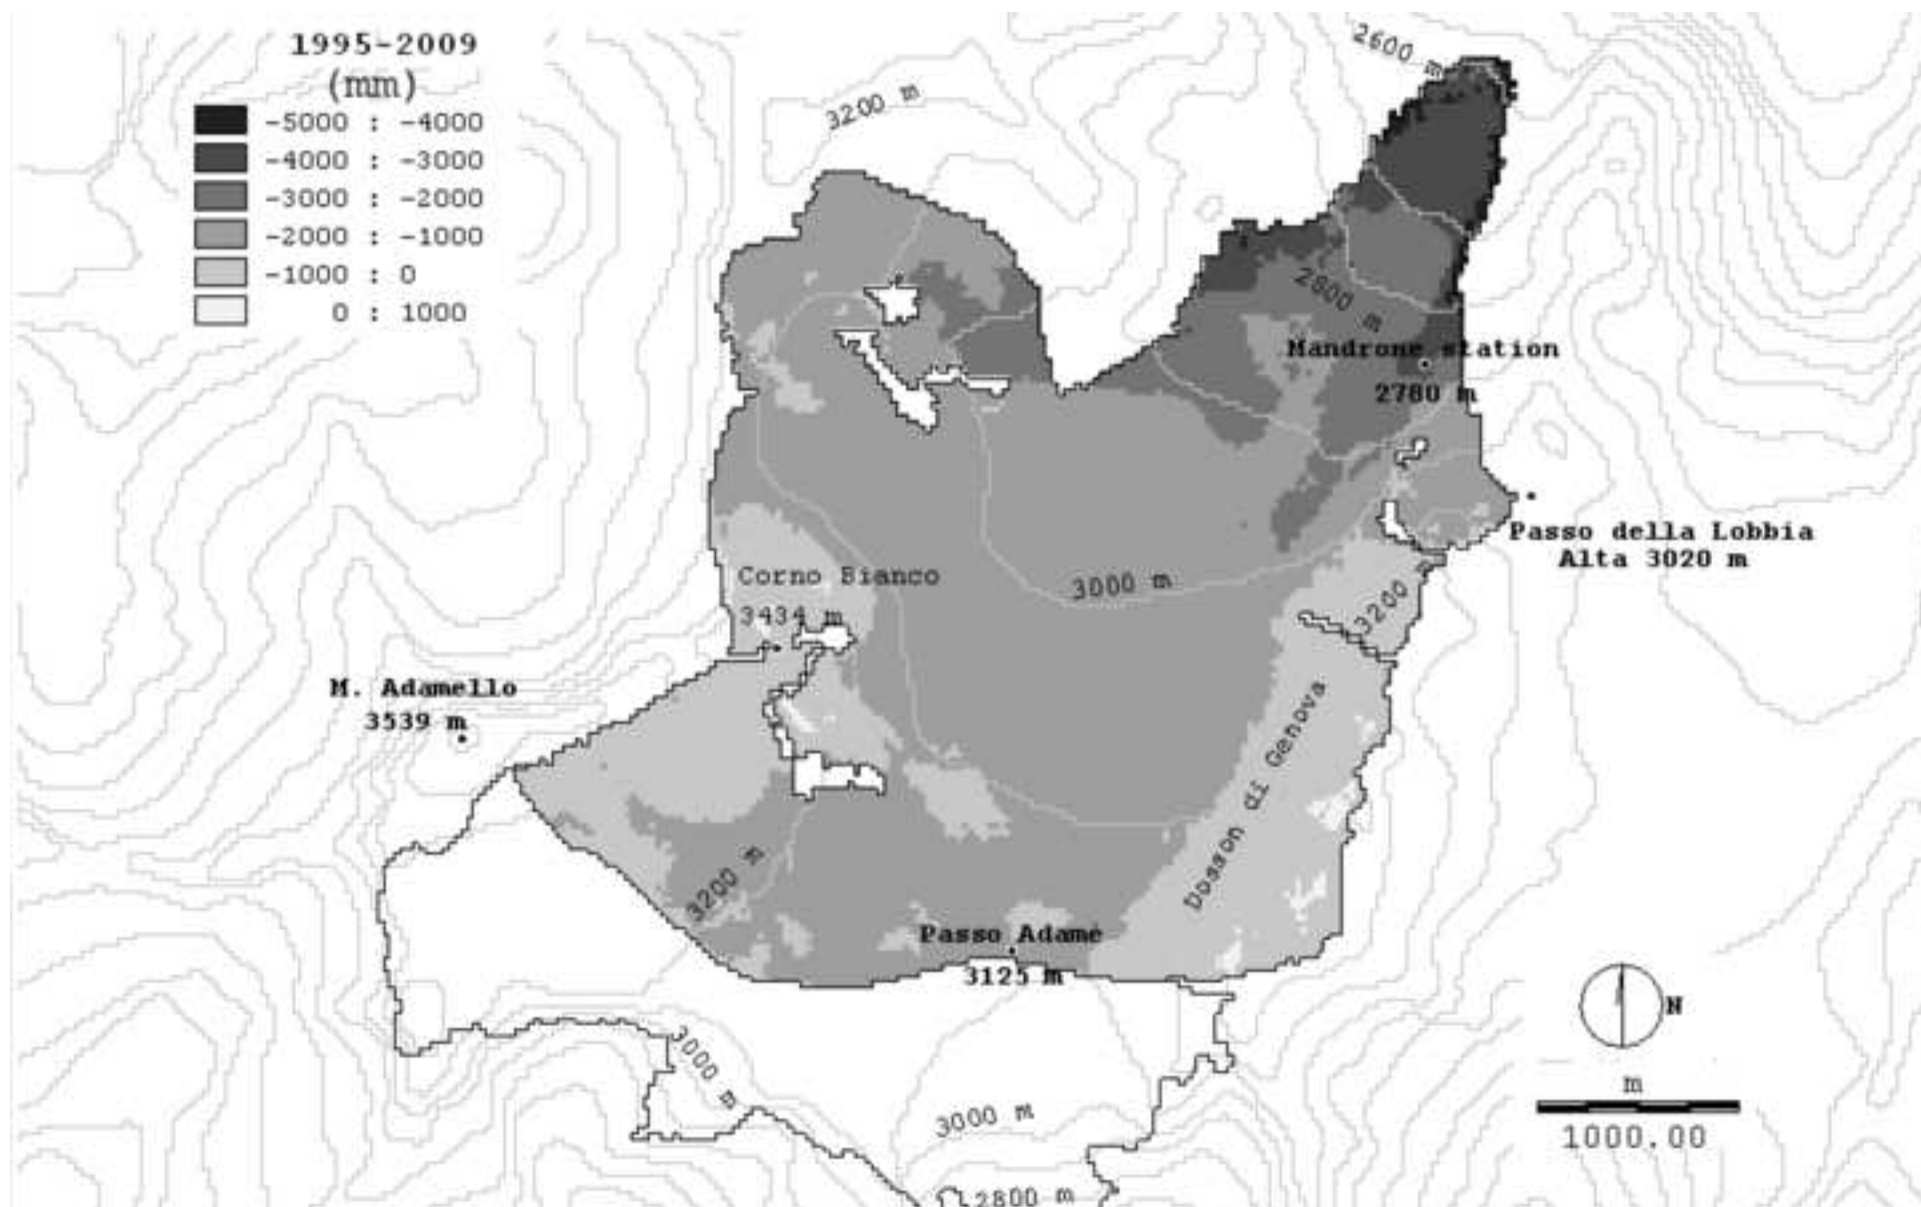 1995-2009
(mm)
-5000 : -4000
-4000 : -3000
-3000 : -2000
-2000 : -1000
-1000 : 0
0 : 1000
3200 m
2600 m
2800 m
Mandrone station
2780 m
Passo della Lobbia
Alta 3020 m
Corno Bianco
3434 m
3000 m
3200 m
M. Adamello
3539 m
Dosson di Genova
3200 m
Passo Adamè
3125 m
N
3000 m
3000 m
2800 m
m
1000.00